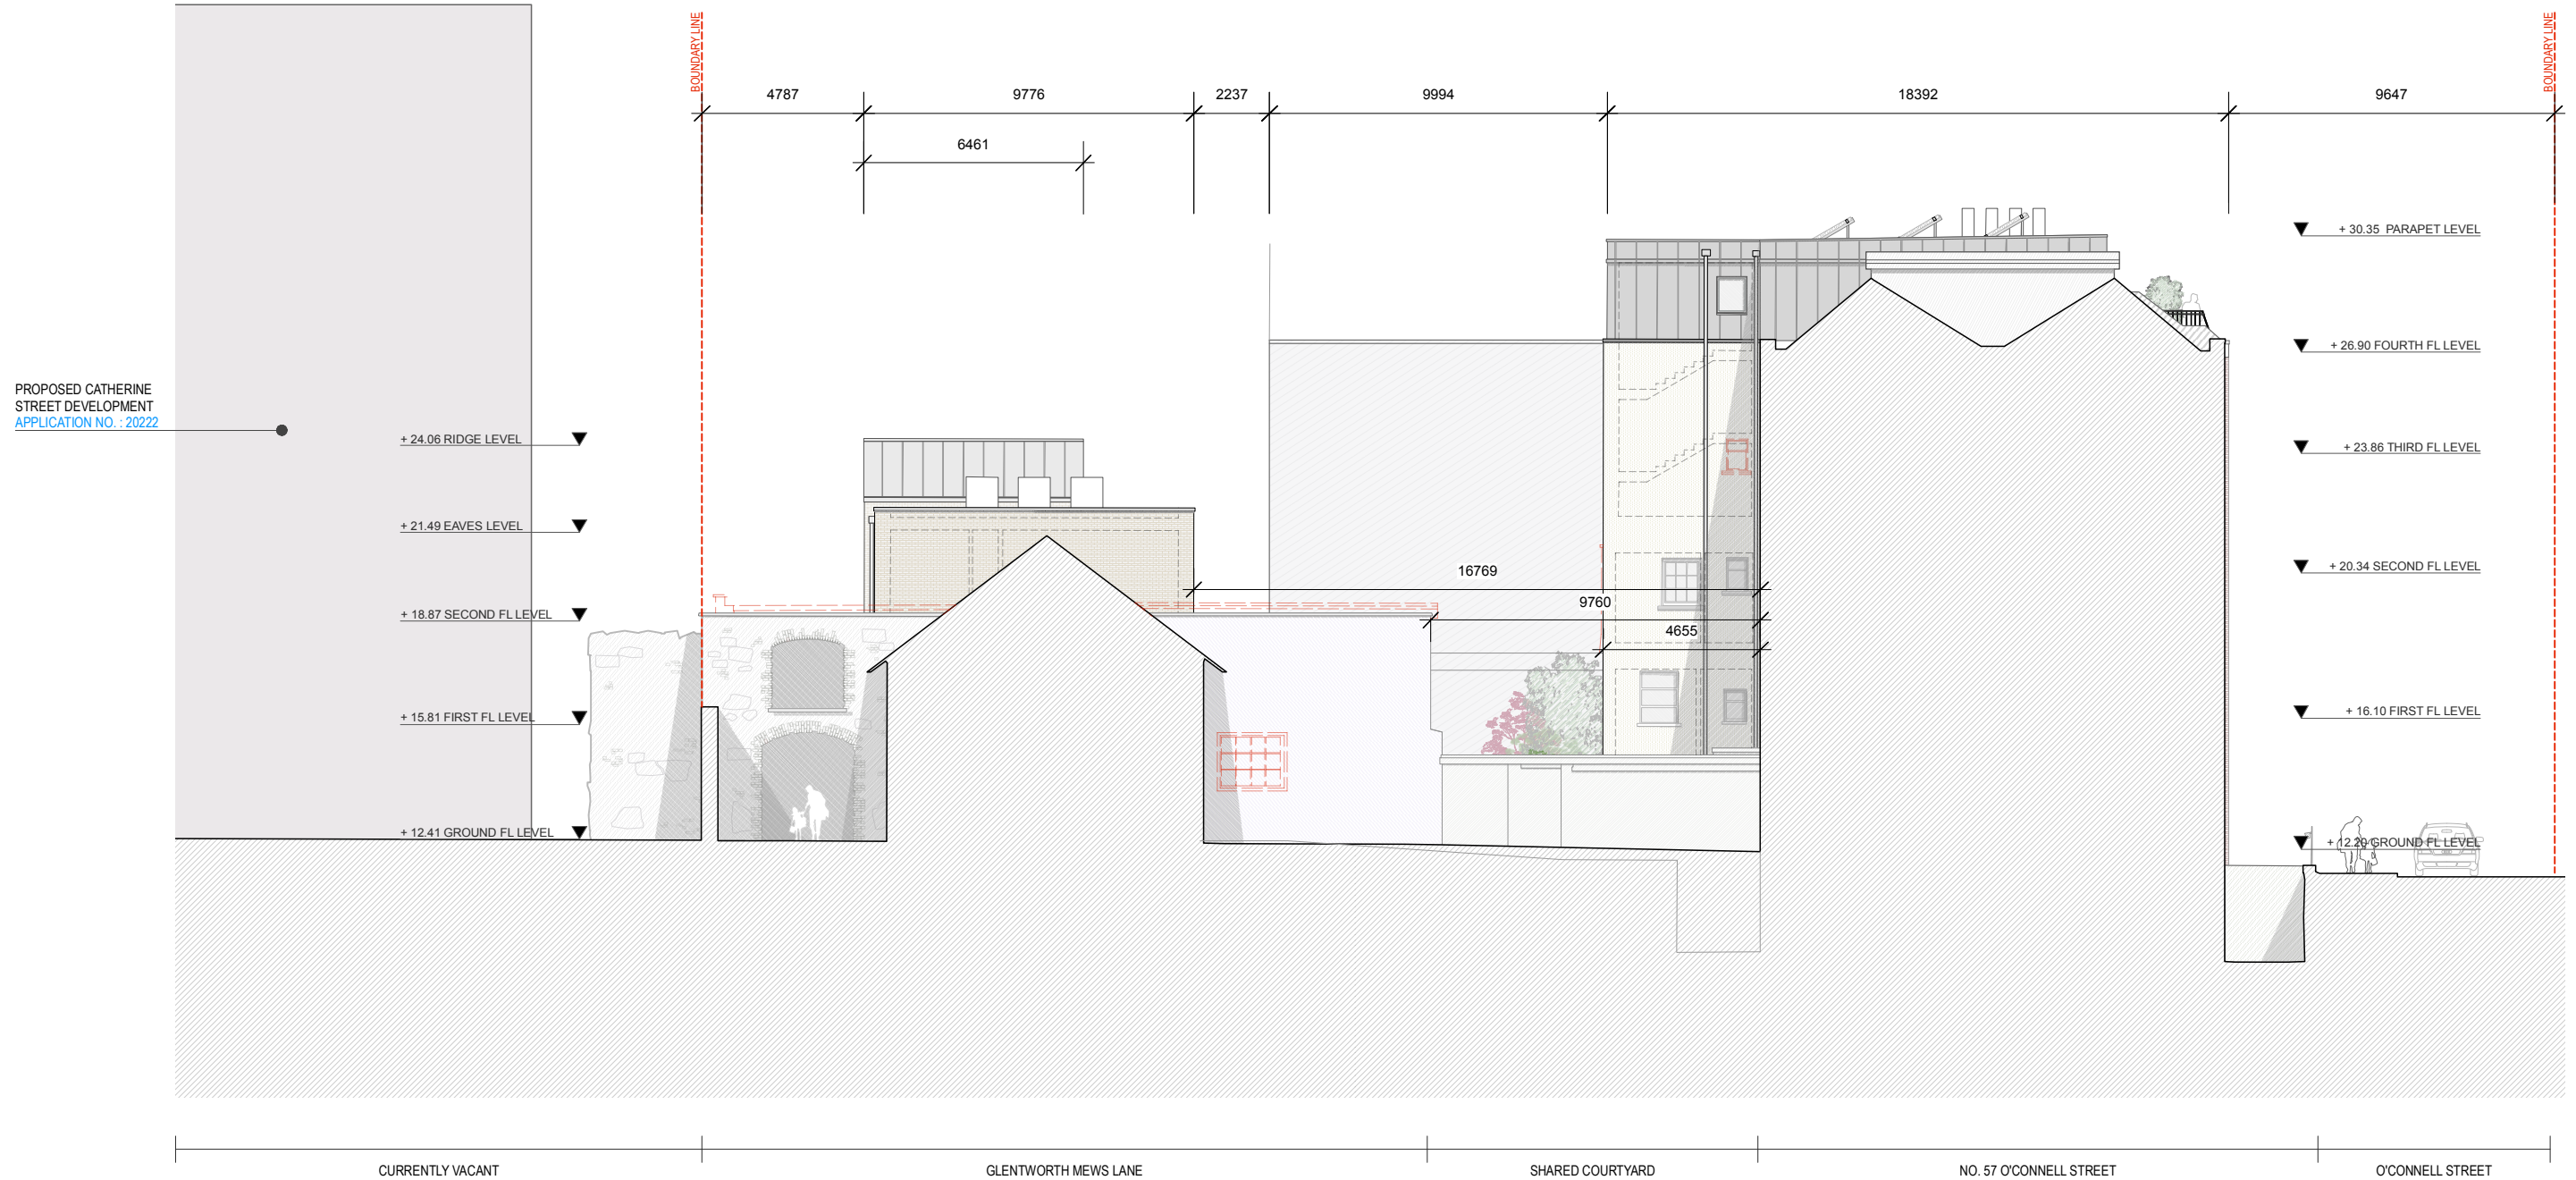 BOUNDARY LINE
BOUNDARY LINE
4787
9776
2237
9994
18392
9647
6461
+ 30.35 PARAPET LEVEL
+ 26.90 FOURTH FL LEVEL
PROPOSED CATHERINE
STREET DEVELOPMENT
APPLICATION NO. : 20222
+ 24.06 RIDGE LEVEL
+ 23.86 THIRD FL LEVEL
+ 21.49 EAVES LEVEL
16769
+ 20.34 SECOND FL LEVEL
9760
+ 18.87 SECOND FL LEVEL
4655
+ 15.81 FIRST FL LEVEL
+ 16.10 FIRST FL LEVEL
+ 12.41 GROUND FL LEVEL
+ 12.20 GROUND FL LEVEL
CURRENTLY VACANT
GLENTWORTH MEWS LANE
SHARED COURTYARD
NO. 57 O'CONNELL STREET
O'CONNELL STREET